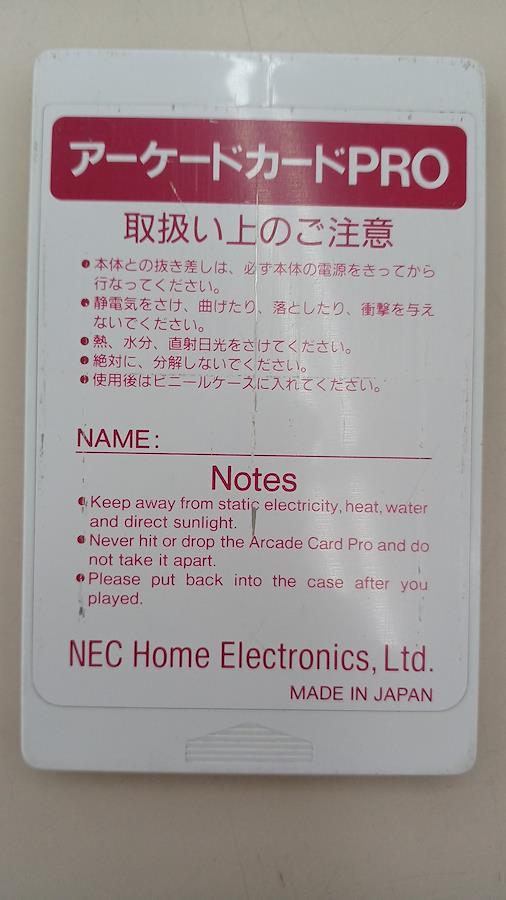 アーケードカードPRO
取扱い上のご注意
●本体との抜き差しは、必ず本体の電源をきってから
行なってください。
●静電気をさけ、曲げたり、落としたり、衝撃を与え
ないでください。
●熱、水分、直射日光をさけてください。
●絶対に、分解しないでください。
●使用後はビニールケースに入れてください。
NAME:
Notes
●Keep away from static electricity, heat, water
and direct sunlight.
●Never hit or drop the Arcade Card Pro and do
not take it apart.
●Please put back into the case after you
played.
NEC Home Electronics, Ltd.
MADE IN JAPAN